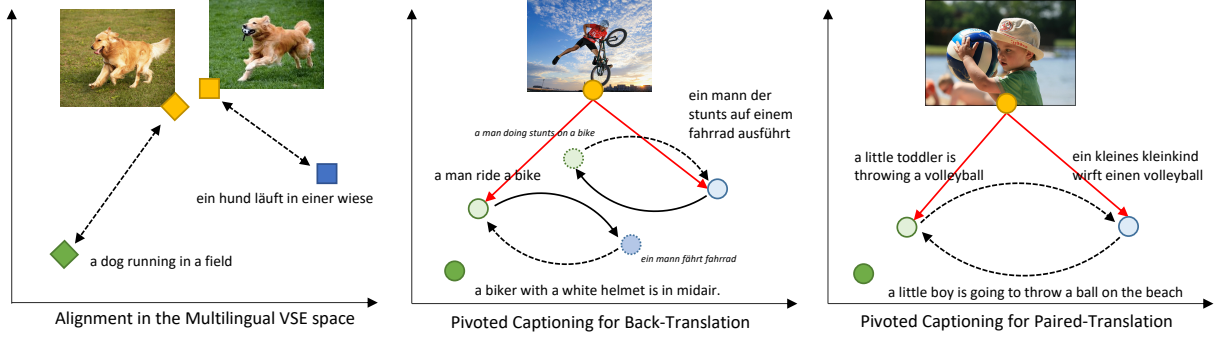 ein hund läuft in einer wiese
a dog running in a field
Alignment in the Multilingual VSE space
ein mann der
stunts auf einem
fahrrad ausführt
a man doing stunts on a bike
a man ride a bike
ein mann fährt fahrrad
a biker with a white helmet is in midair.
Pivoted Captioning for Back-Translation
a little toddler is
throwing a volleyball
ein kleines kleinkind
wirft einen volleyball
a little boy is going to throw a ball on the beach
Pivoted Captioning for Paired-Translation